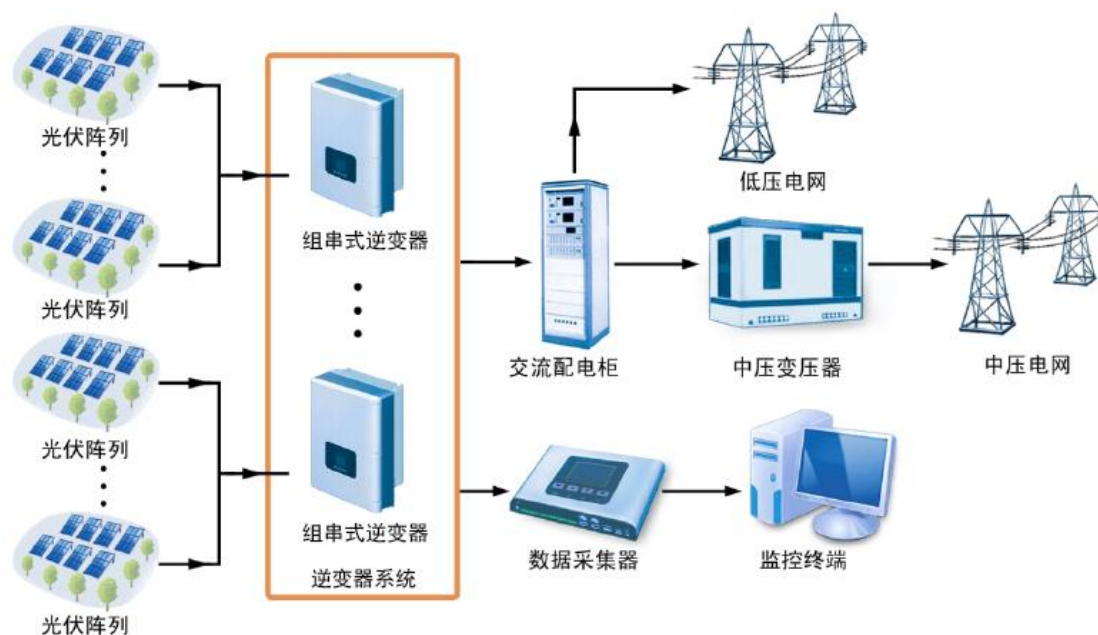 光伏阵列
光伏阵列
光伏阵列
光伏阵列
组串式逆变器
组串式逆变器
逆变器系统
低压电网
交流配电柜
中压变压器
中压电网
数据采集器
监控终端